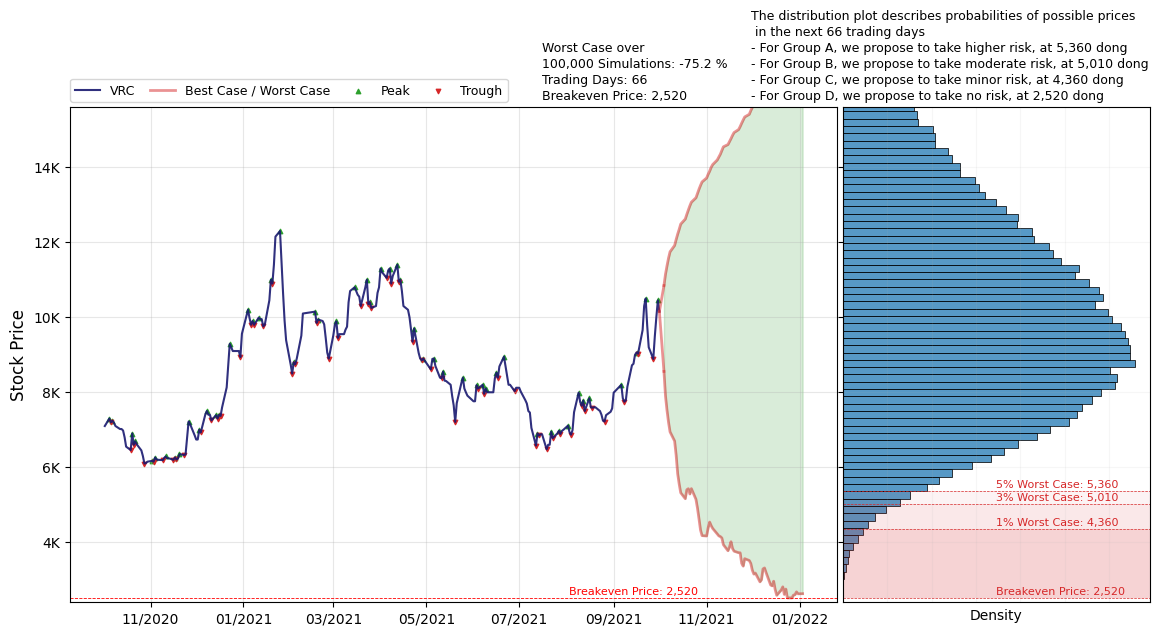 The distribution plot describes probabilities of possible prices
in the next 66 trading days
- For Group A, we propose to take higher risk, at 5,360 dong
- For Group B, we propose to take moderate risk, at 5,010 dong
- For Group C, we propose to take minor risk, at 4,360 dong
- For Group D, we propose to take no risk, at 2,520 dong
Worst Case over
100,000 Simulations: -75.2 %
Trading Days: 66
Breakeven Price: 2,520
VRC Best Case / Worst Case Peak Trough
Stock Price
14K
12K
10K
8K
6K
4K
Breakeven Price: 2,520
11/2020 01/2021 03/2021 05/2021 07/2021 09/2021 11/2021 01/2022
5% Worst Case: 5,360
3% Worst Case: 5,010
1% Worst Case: 4,360
Breakeven Price: 2,520
Density